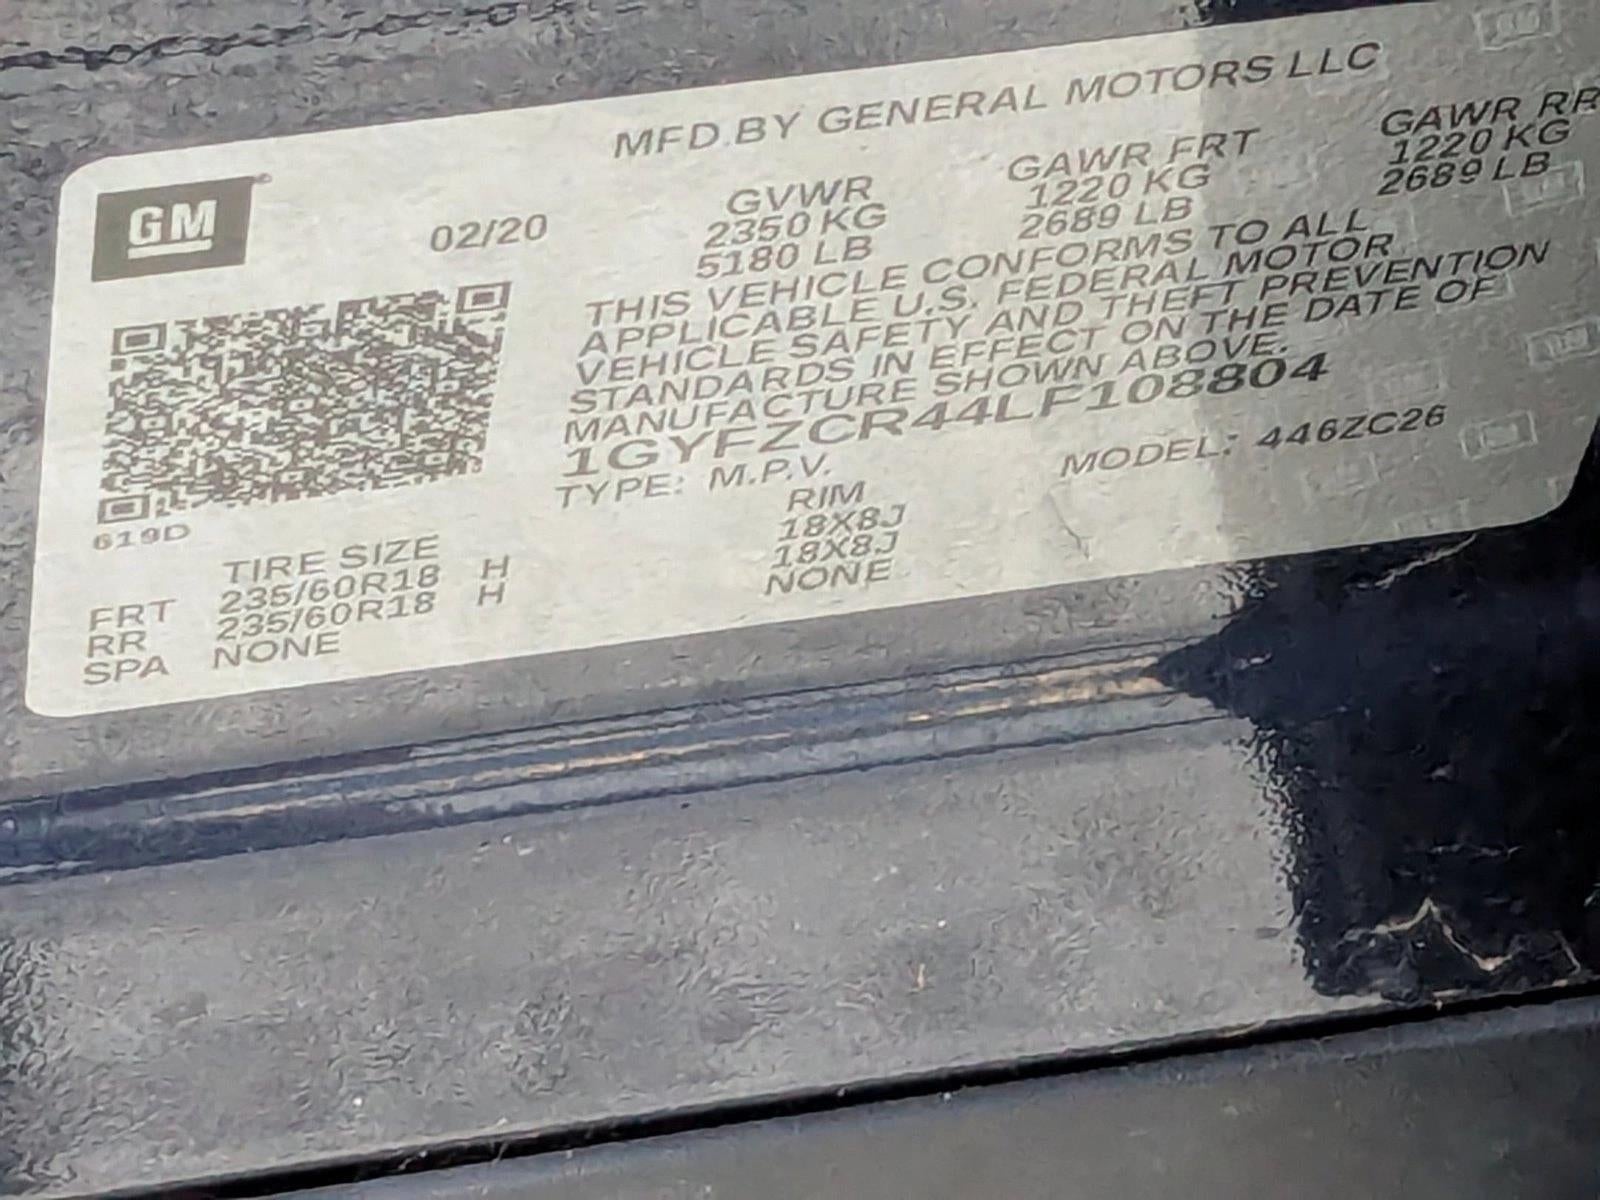 MFD BY GENERAL MOTORS LLC
GM
02/20
GVWR GAWR FRT GAWR RR
2350 KG 1220 KG 1220 KG
5180 LB 2689 LB 2689 LB
THIS VEHICLE CONFORMS TO ALL
APPLICABLE U.S. FEDERAL MOTOR
VEHICLE SAFETY AND THEFT PREVENTION
STANDARDS IN EFFECT ON THE DATE OF
MANUFACTURE SHOWN ABOVE.
1GYFZCR44LF108804
TYPE: M.P.V. MODEL: 446ZC26
619D
TIRE SIZE RIM
FRT 235/60R18 H 18X8J
RR 235/60R18 H 18X8J
SPA NONE NONE